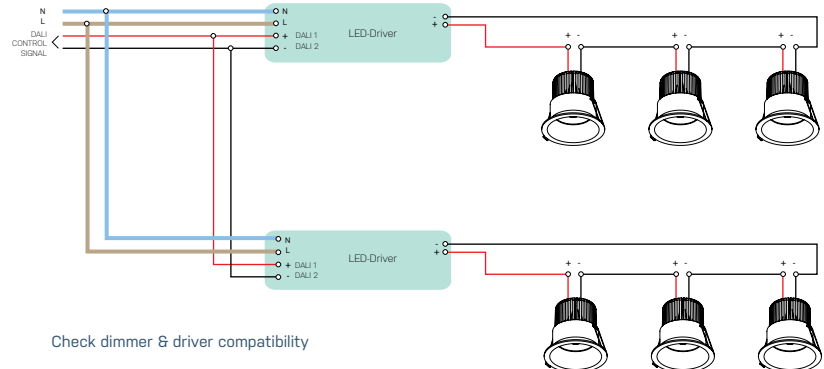 N
L
DALI
CONTROL
SIGNAL
N
L
+ DALI 1
- DALI 2
LED-Driver
-
+
+ -
+ -
+ -
N
L
+ DALI 1
- DALI 2
LED-Driver
-
+
+ -
+ -
+ -
Check dimmer & driver compatibility